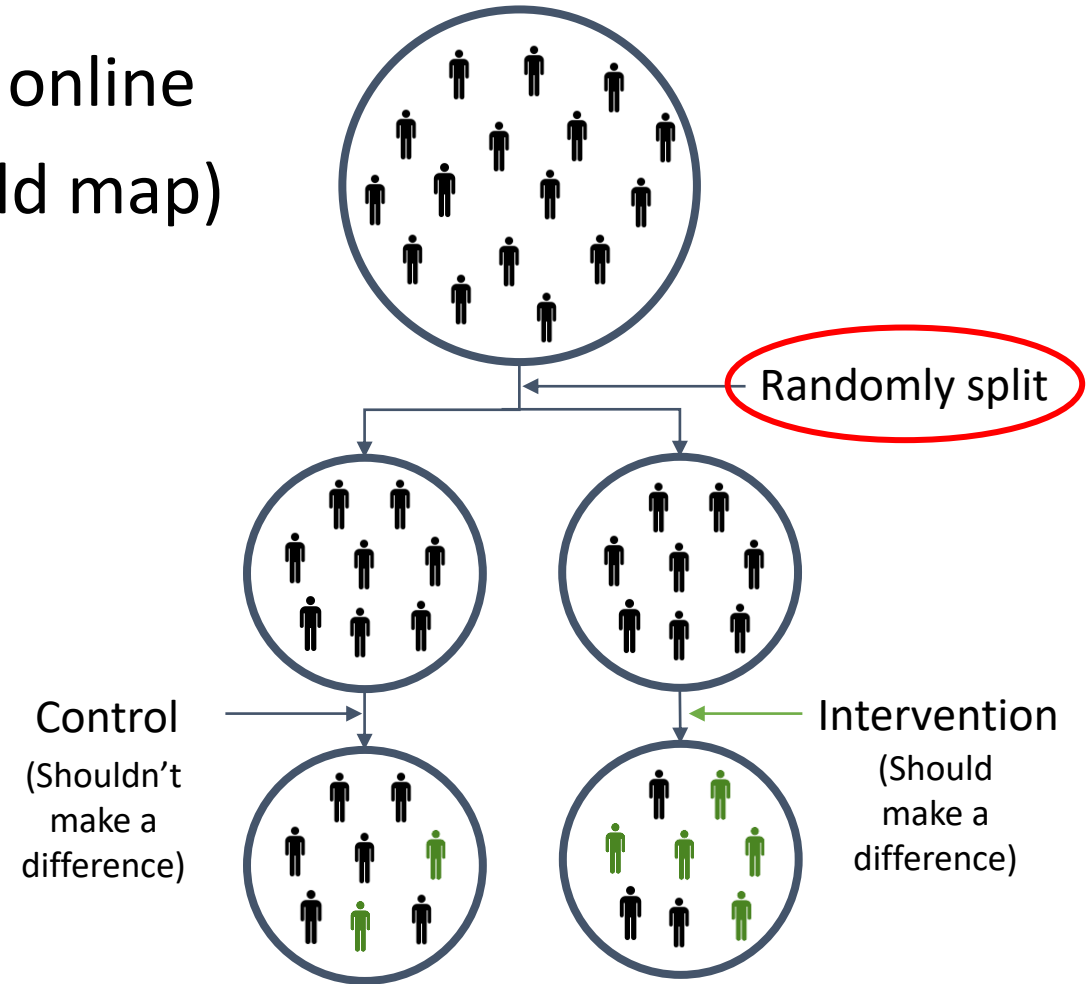 online
ld map)
Randomly split
Control
(Shouldn’t
make a
difference)
Intervention
(Should
make a
difference)